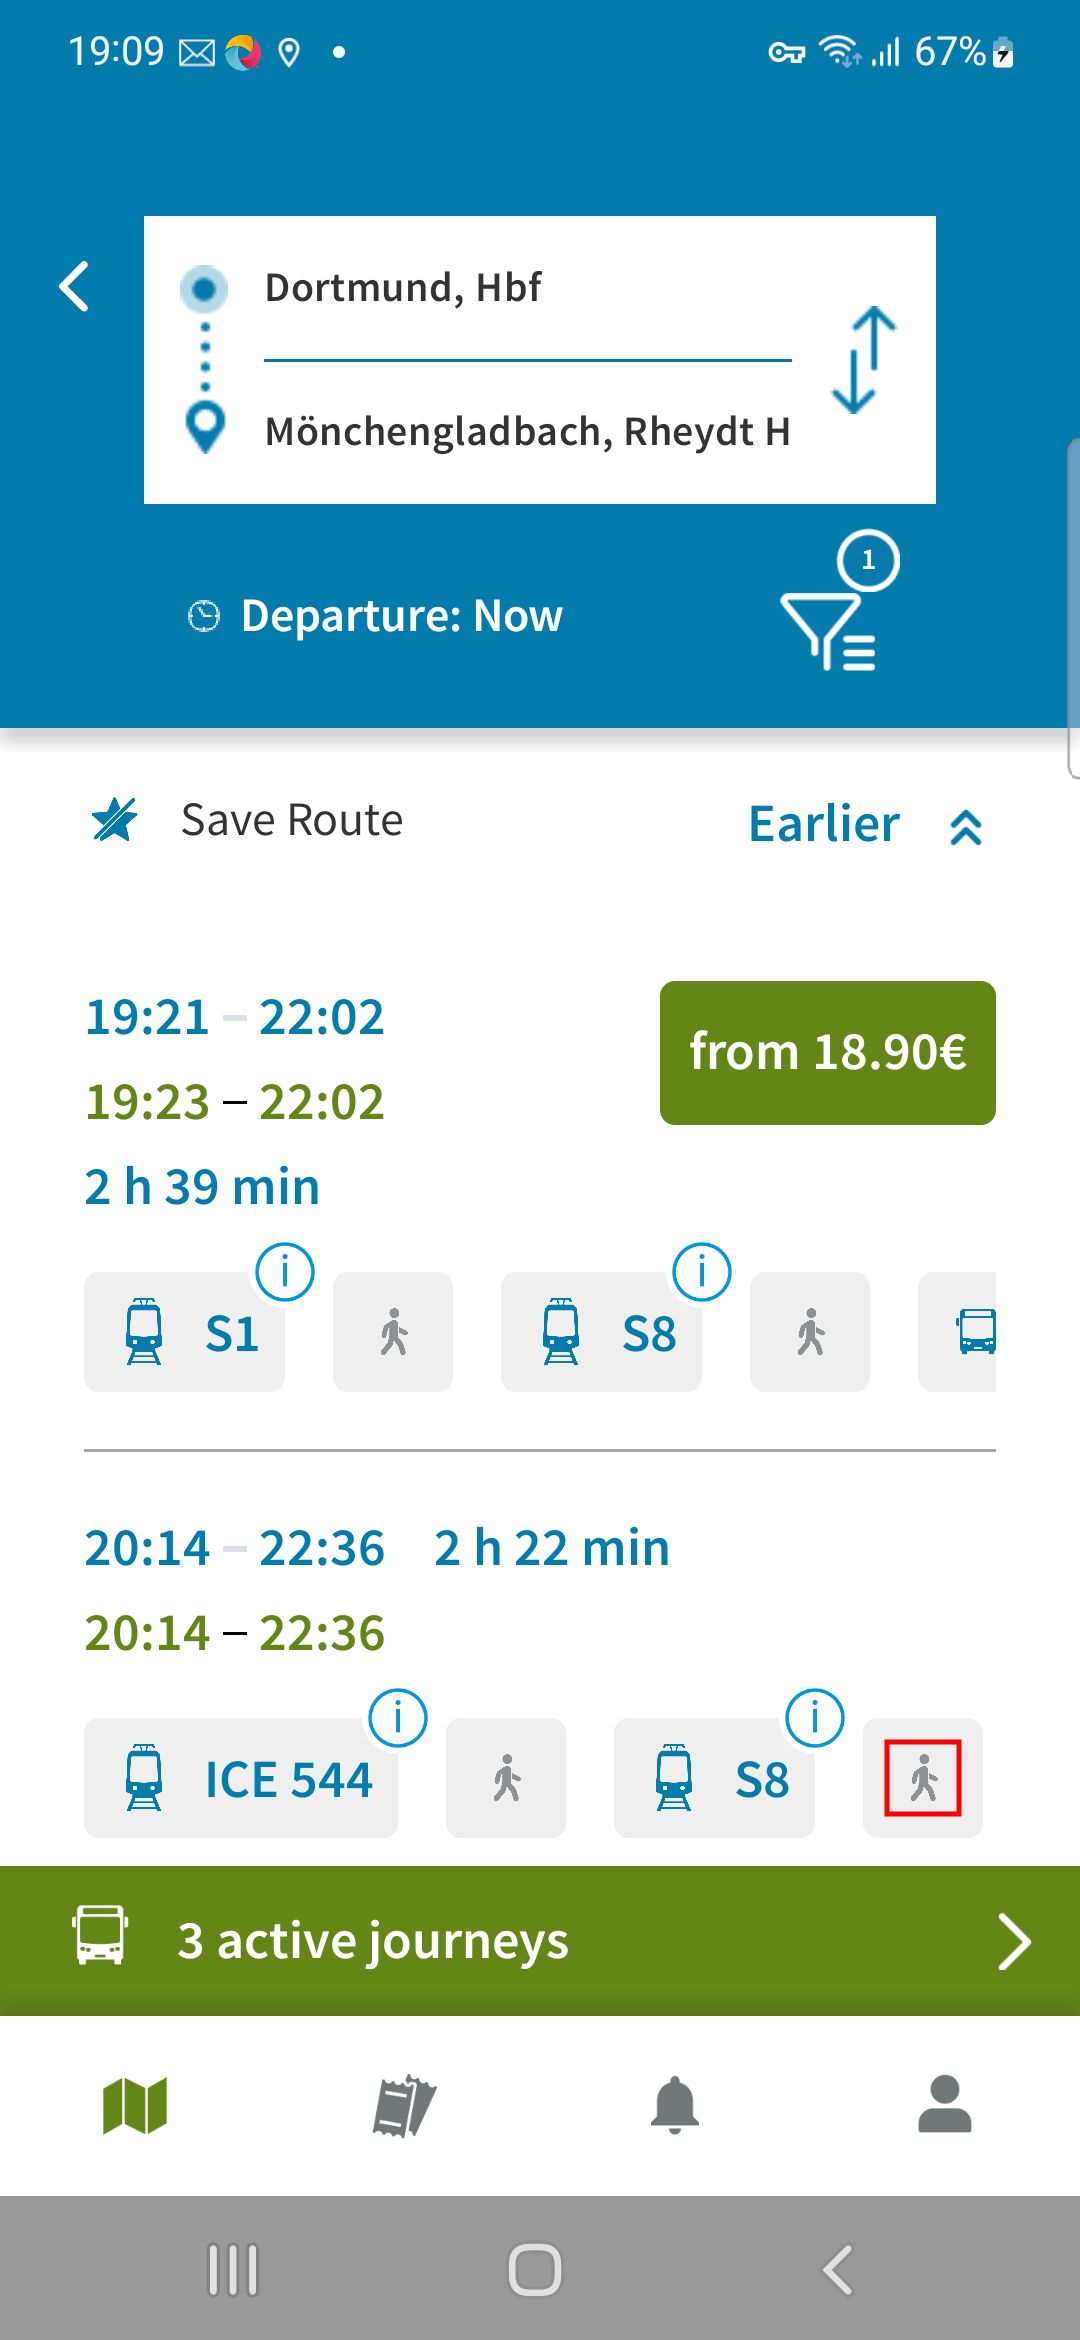 19:09
67%
Dortmund, Hbf
Mönchengladbach, Rheydt H
1
Departure: Now
Save Route
Earlier
19:21 – 22:02
from 18.90€
19:23 – 22:02
2 h 39 min
S1
S8
20:14 – 22:36 2 h 22 min
20:14 – 22:36
ICE 544
S8
3 active journeys